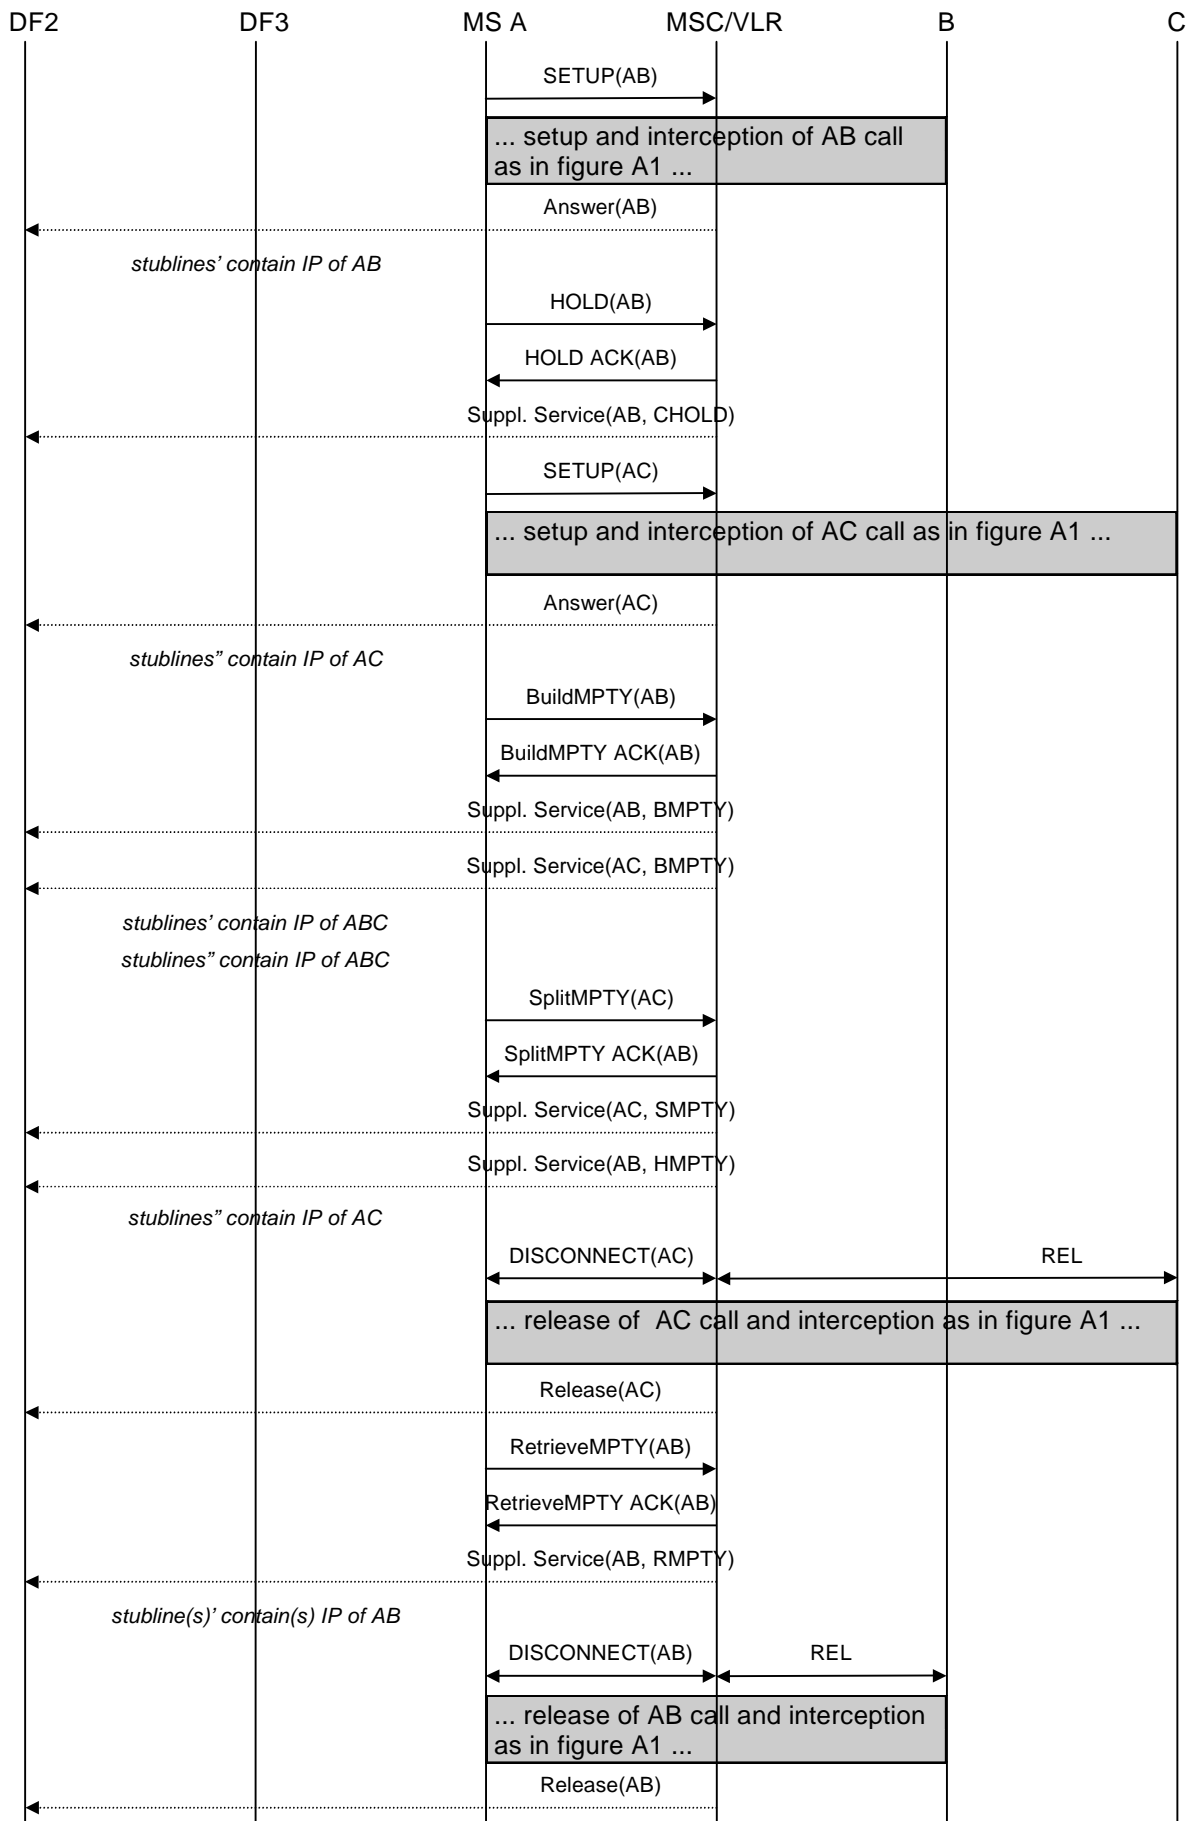 DF2 DF3 MS A MSC/VLR B C
SETUP(AB)
... setup and interception of AB call
as in figure A1 ...
Answer(AB)
stublines’ contain IP of AB
HOLD(AB)
HOLD ACK(AB)
Suppl. Service(AB, CHOLD)
SETUP(AC)
... setup and interception of AC call as in figure A1 ...
Answer(AC)
stublines” contain IP of AC
BuildMPTY(AB)
BuildMPTY ACK(AB)
Suppl. Service(AB, BMPTY)
Suppl. Service(AC, BMPTY)
stublines’ contain IP of ABC
stublines” contain IP of ABC
SplitMPTY(AC)
SplitMPTY ACK(AB)
Suppl. Service(AC, SMPTY)
Suppl. Service(AB, HMPTY)
stublines” contain IP of AC
DISCONNECT(AC) REL
... release of  AC call and interception as in figure A1 ...
Release(AC)
RetrieveMPTY(AB)
RetrieveMPTY ACK(AB)
Suppl. Service(AB, RMPTY)
stubline(s)’ contain(s) IP of AB
DISCONNECT(AB) REL
... release of AB call and interception
as in figure A1 ...
Release(AB)